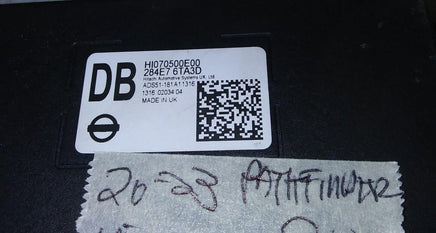 DB
HI070500E00
284E7 6TA3D
Hitachi Automotive Systems UK, Ltd
ADS51-181A11316
1316 02034 04
MADE IN UK
20-23 PATHFINDER